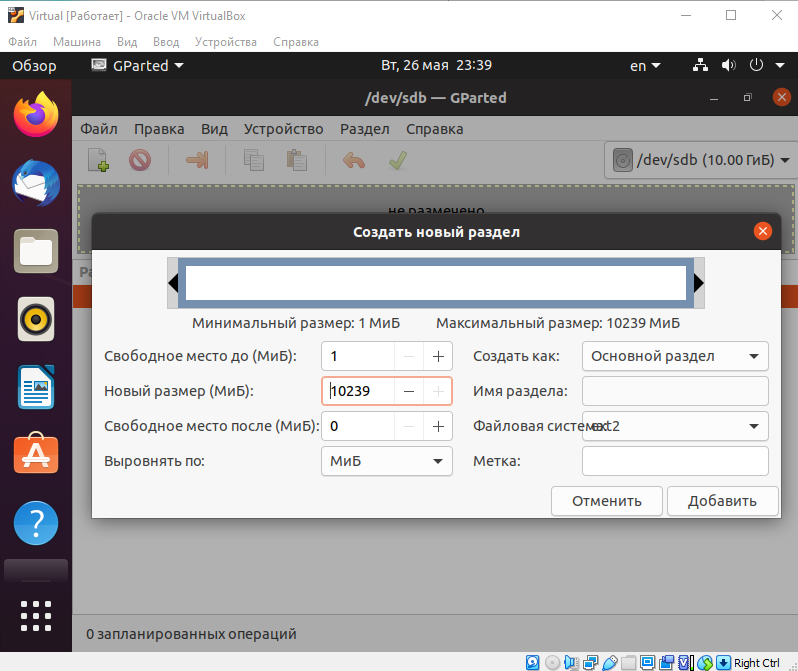 Virtual [Работает] - Oracle VM VirtualBox
Файл Машина Вид Ввод Устройства Справка
Обзор GParted Вт, 26 мая 23:39 en
/dev/sdb — GParted
Файл Правка Вид Устройство Раздел Справка
/dev/sdb (10.00 ГиБ)
не размечено
Создать новый раздел
Минимальный размер: 1 МиБ Максимальный размер: 10239 МиБ
Свободное место до (МиБ): 1 Создать как: Основной раздел
Новый размер (МиБ): 10239 Имя раздела:
Свободное место после (МиБ): 0 Файловая система: ext2
Выровнять по: МиБ Метка:
Отменить Добавить
0 запланированных операций
Right Ctrl